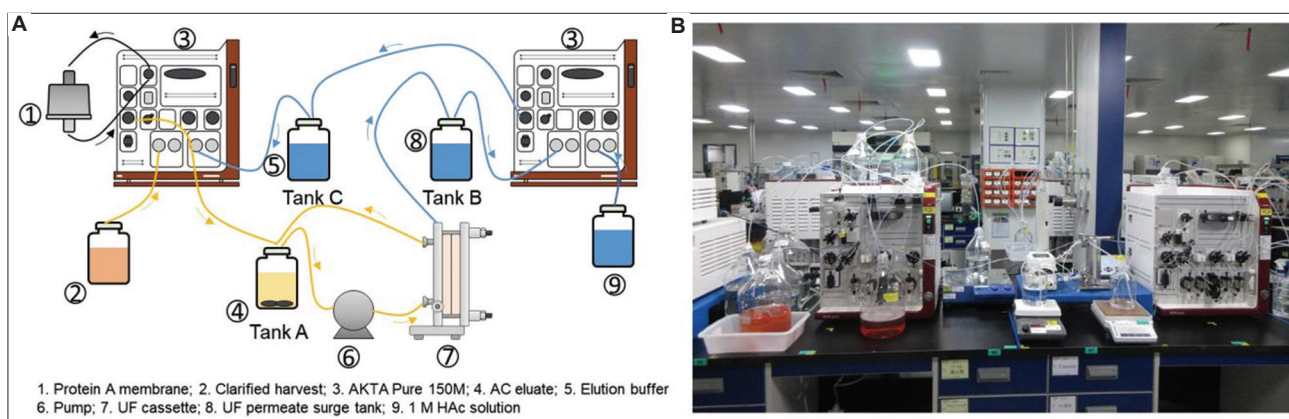 A
B
③
③
①
⑤
⑧
Tank C
Tank B
②
④
⑨
Tank A
⑥
⑦
1. Protein A membrane; 2. Clarified harvest; 3. AKTA Pure 150M; 4. AC eluate; 5. Elution buffer
6. Pump; 7. UF cassette; 8. UF permeate surge tank; 9. 1 M HAc solution